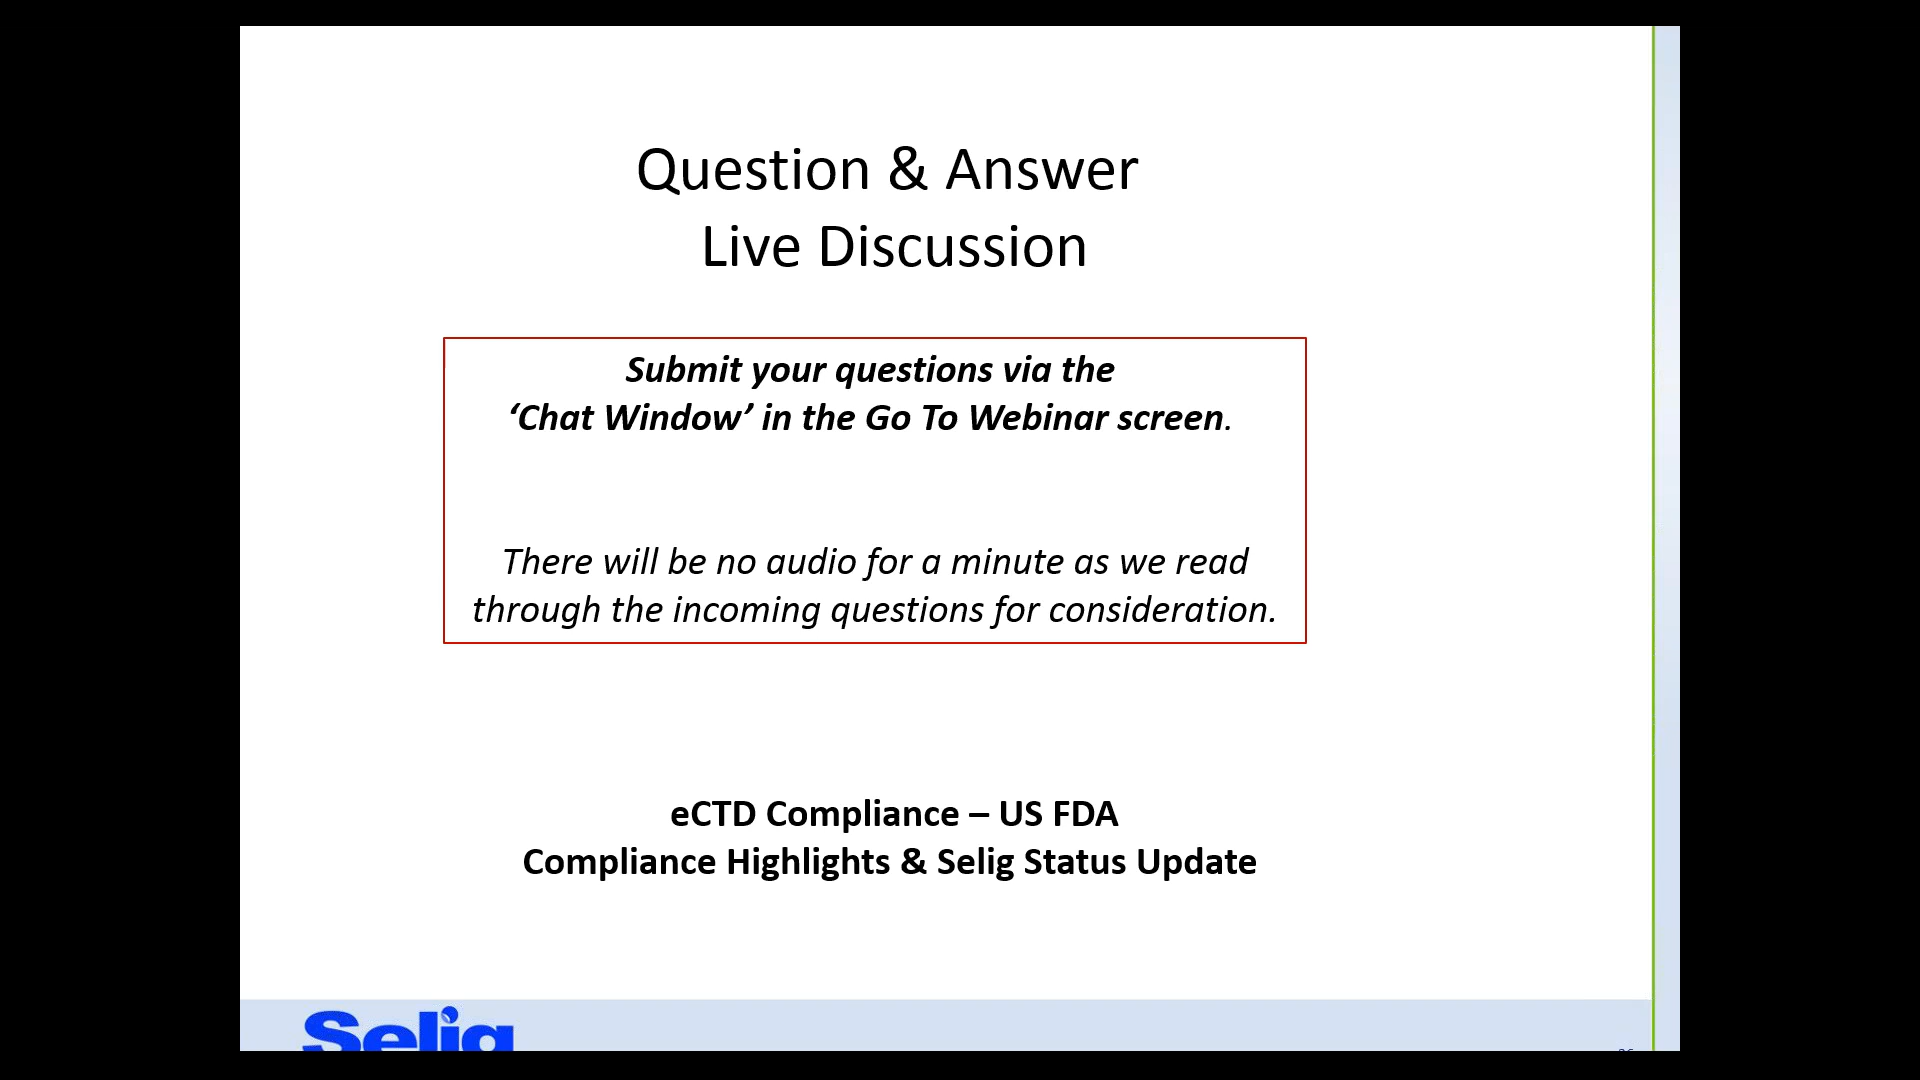 Question & Answer
Live Discussion
Submit your questions via the
‘Chat Window’ in the Go To Webinar screen.
There will be no audio for a minute as we read
through the incoming questions for consideration.
eCTD Compliance – US FDA
Compliance Highlights & Selig Status Update
Selig